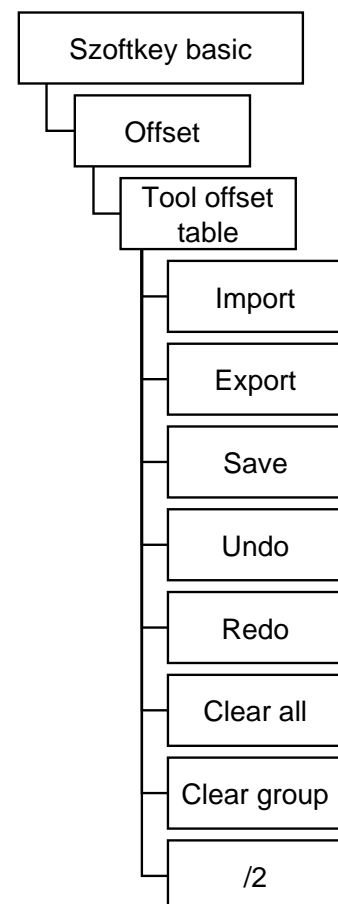 Szoftkey basic
Offset
Tool offset
table
Import
Export
Save
Undo
Redo
Clear all
Clear group
/2